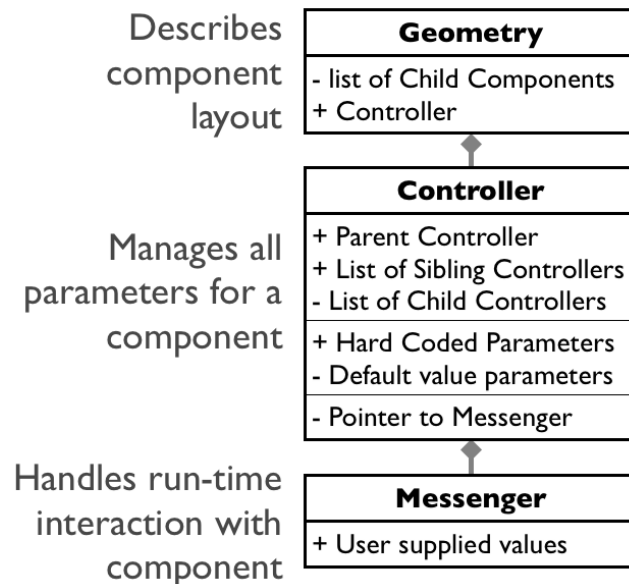 Describes
component
layout
Geometry
- list of Child Components
+ Controller
Manages all
parameters for a
component
Controller
+ Parent Controller
+ List of Sibling Controllers
- List of Child Controllers
+ Hard Coded Parameters
- Default value parameters
- Pointer to Messenger
Handles run-time
interaction with
component
Messenger
+ User supplied values